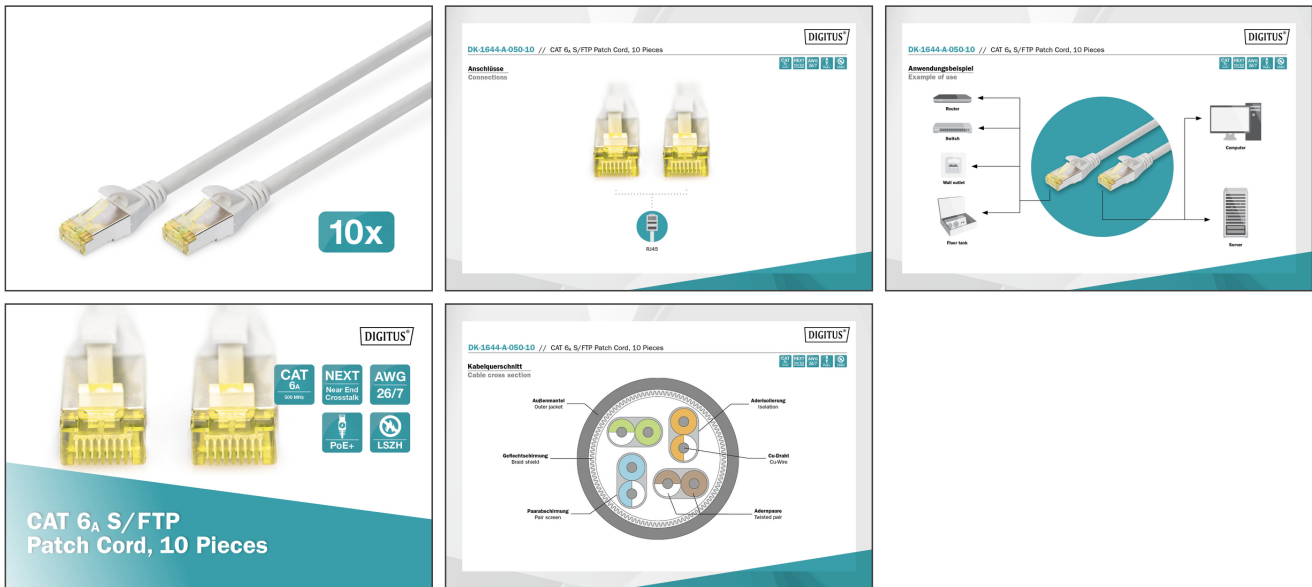 10x
DIGITUS®
DK-1644-A-050-10 // CAT 6A S/FTP Patch Cord, 10 Pieces
Anschlüsse
Connections
RJ45
DIGITUS®
DK-1644-A-050-10 // CAT 6A S/FTP Patch Cord, 10 Pieces
Anwendungsbeispiel
Example of use
Router
Switch
Wall outlet
Floor tank
Computer
Server
DIGITUS®
CAT 6A 500 MHz
NEXT Near End Crosstalk
AWG 26/7
PoE+
LSZH
CAT 6A S/FTP
Patch Cord, 10 Pieces
DIGITUS®
DK-1644-A-050-10 // CAT 6A S/FTP Patch Cord, 10 Pieces
Kabelquerschnitt
Cable cross section
Außenmantel
Outer jacket
Geflechtschirmung
Braid shield
Paarabschirmung
Pair screen
Aderisolierung
Isolation
Cu-Draht
Cu-Wire
Adernpaare
Twisted pair